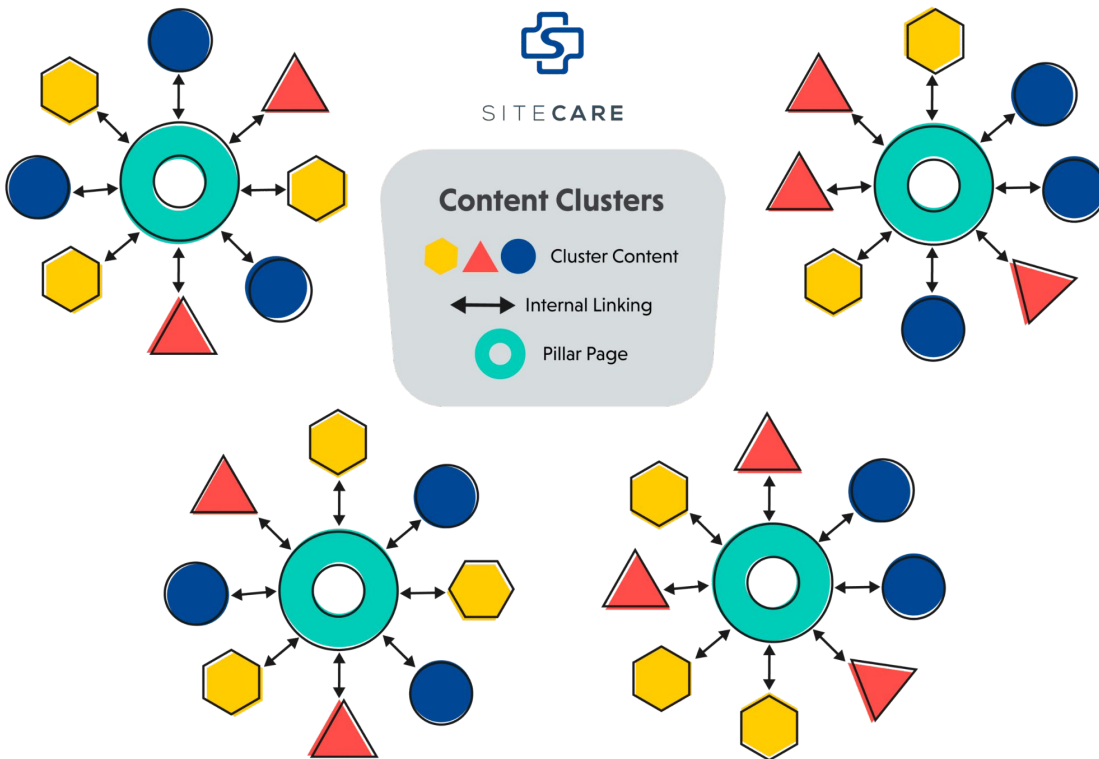 SITECARE
Content Clusters
Cluster Content
Internal Linking
Pillar Page